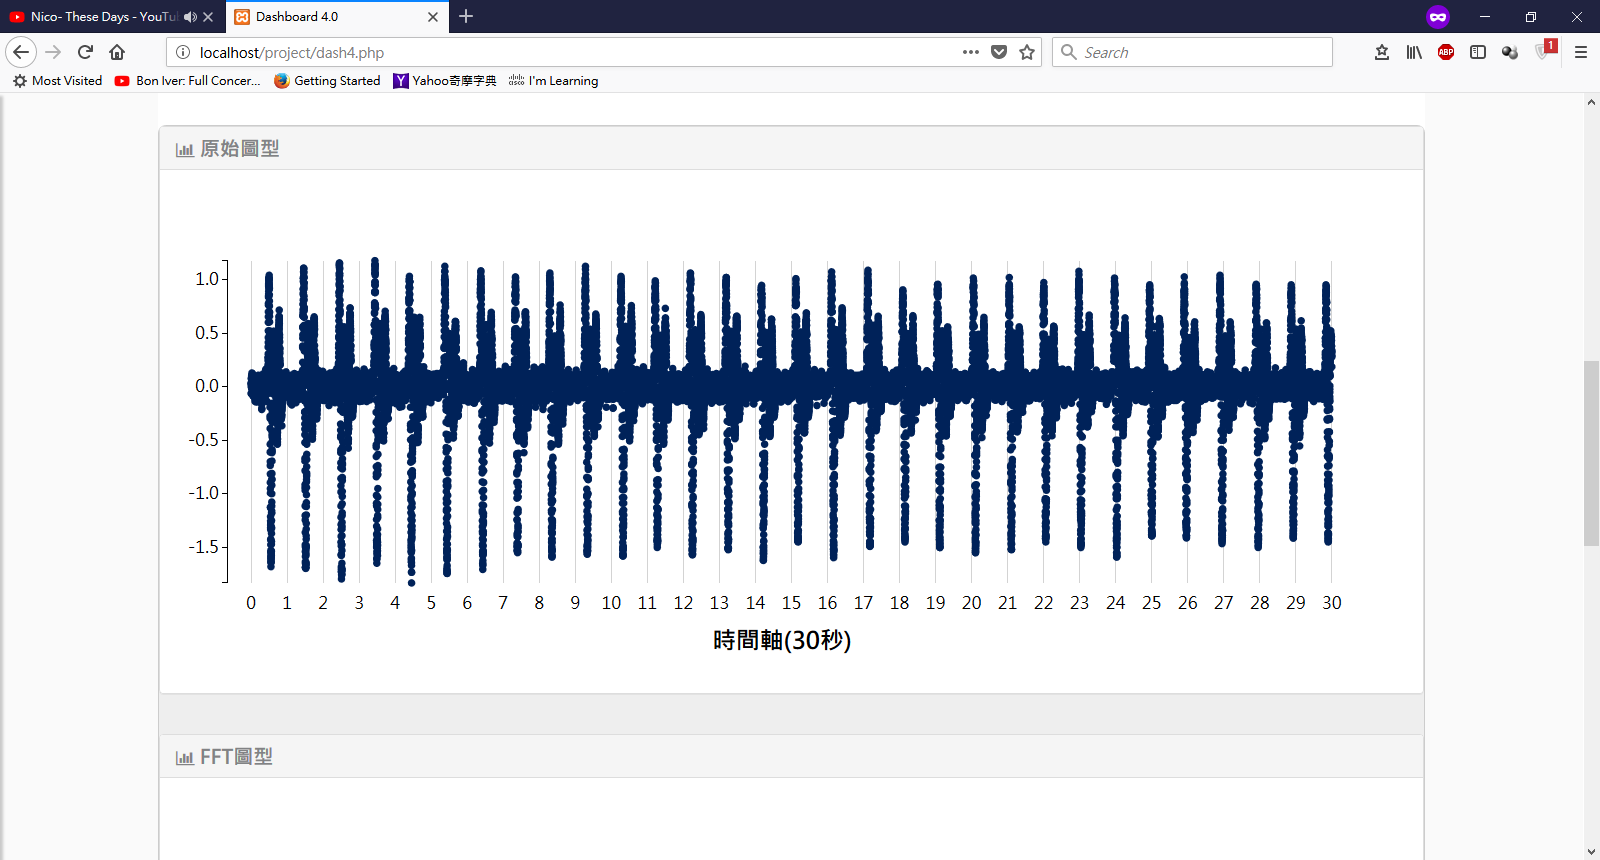 Nico- These Days - YouTu
Dashboard 4.0
localhost/project/dash4.php
Search
ABP
1
Most Visited
Bon Iver: Full Concer...
Getting Started
Yahoo奇摩字典
I'm Learning
原始圖型
1.0
0.5
0.0
-0.5
-1.0
-1.5
0 1 2 3 4 5 6 7 8 9 10 11 12 13 14 15 16 17 18 19 20 21 22 23 24 25 26 27 28 29 30
時間軸(30秒)
FFT圖型